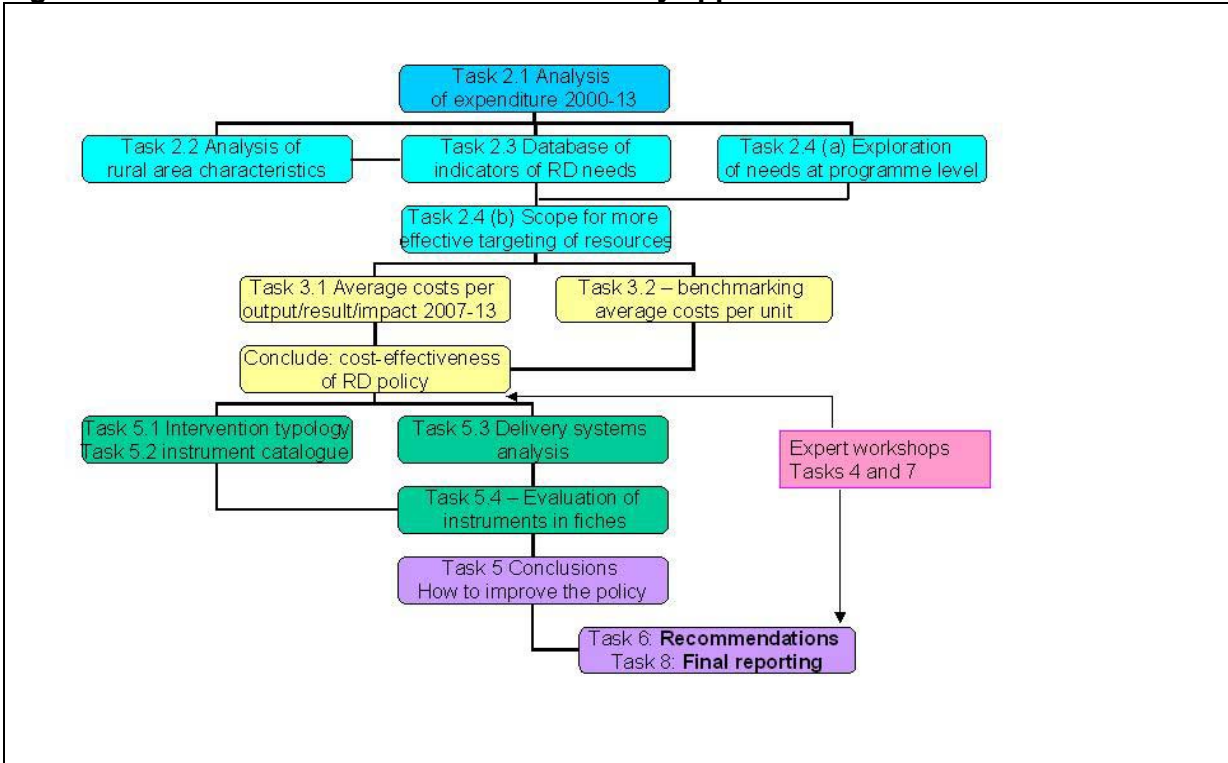 Task 2.1 Analysis
of expenditure 2000-13
Task 2.2 Analysis of
rural area characteristics
Task 2.3 Database of
indicators of RD needs
Task 2.4 (a) Exploration
of needs at programme level
Task 2.4 (b) Scope for more
effective targeting of resources
Task 3.1 Average costs per
output/result/impact 2007-13
Task 3.2 – benchmarking
average costs per unit
Conclude: cost-effectiveness
of RD policy
Task 5.1 Intervention typology
Task 5.2 instrument catalogue
Task 5.3 Delivery systems
analysis
Expert workshops
Tasks 4 and 7
Task 5.4 – Evaluation of
instruments in fiches
Task 5 Conclusions
How to improve the policy
Task 6: Recommendations
Task 8: Final reporting